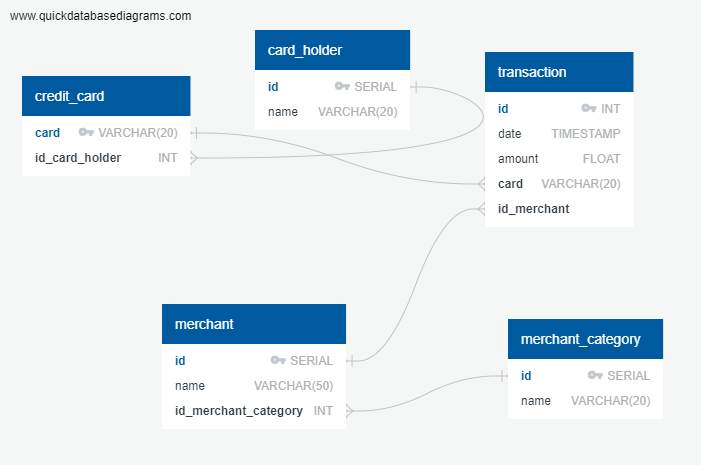 www.quickdatabasediagrams.com
card_holder
id SERIAL
name VARCHAR(20)
credit_card
card VARCHAR(20)
id_card_holder INT
transaction
id INT
date TIMESTAMP
amount FLOAT
card VARCHAR(20)
id_merchant
merchant
id SERIAL
name VARCHAR(50)
id_merchant_category INT
merchant_category
id SERIAL
name VARCHAR(20)